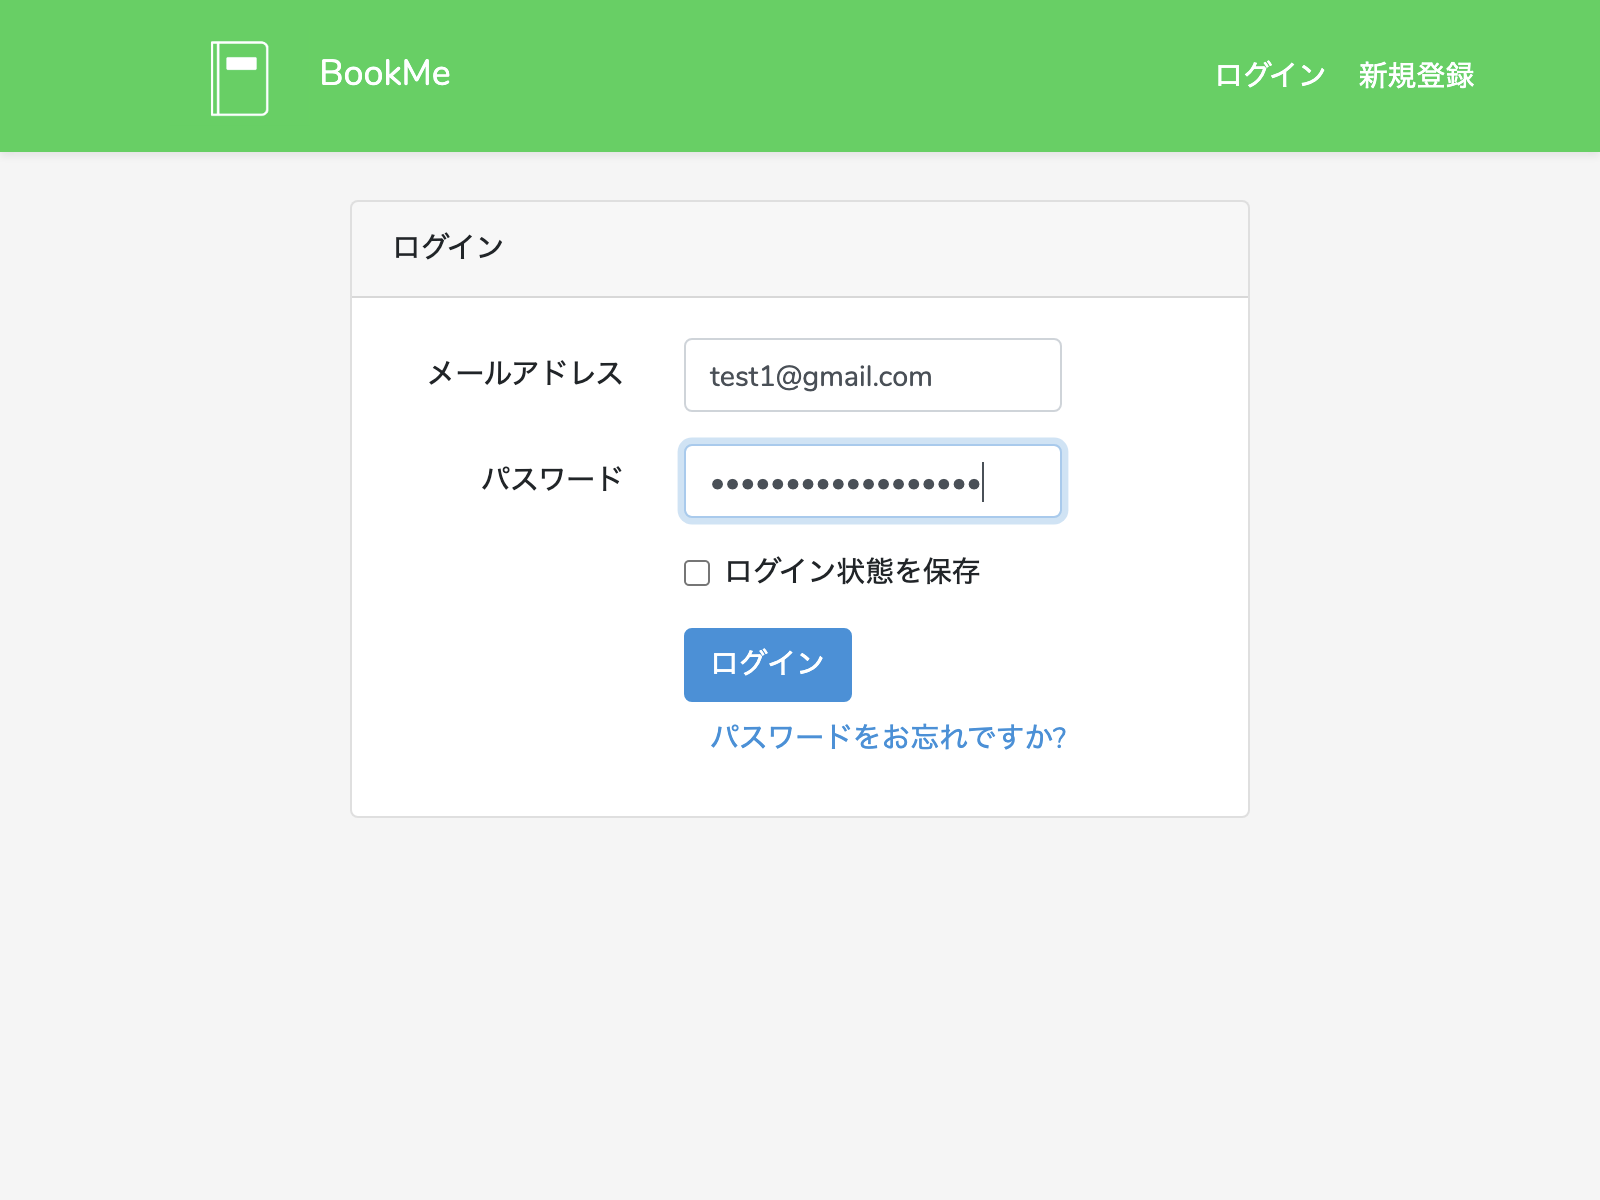 BookMe
ログイン 新規登録
ログイン
メールアドレス test1@gmail.com
パスワード ••••••••••••••••••
ログイン状態を保存
ログイン
パスワードをお忘れですか?